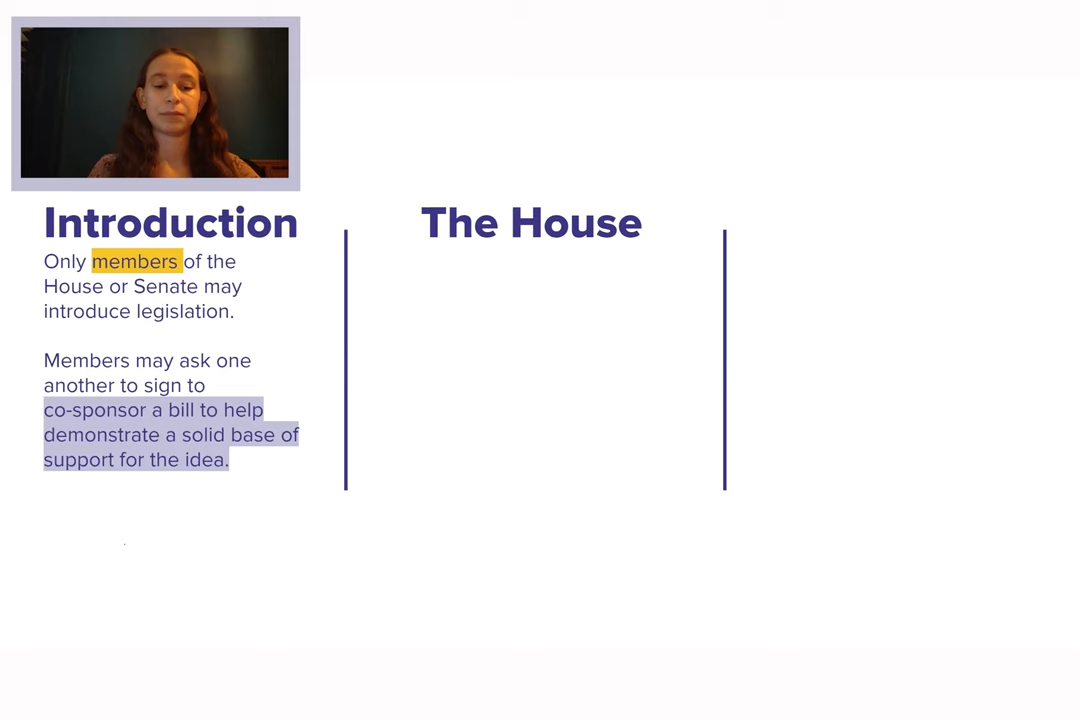 Introduction
Only members of the
House or Senate may
introduce legislation.
Members may ask one
another to sign to
co-sponsor a bill to help
demonstrate a solid base of
support for the idea.
The House